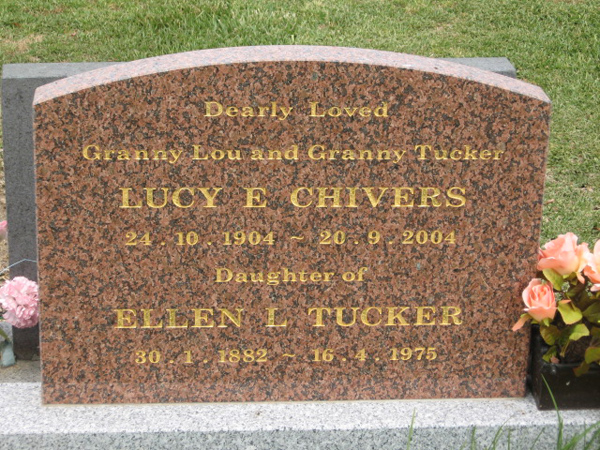 Dearly Loved
Granny Lou and Granny Tucker
LUCY E CHIVERS
24 . 10 . 1904 ~ 20 . 9 . 2004
Daughter of
ELLEN L TUCKER
30 . 1 . 1882 ~ 16 . 4 . 1975